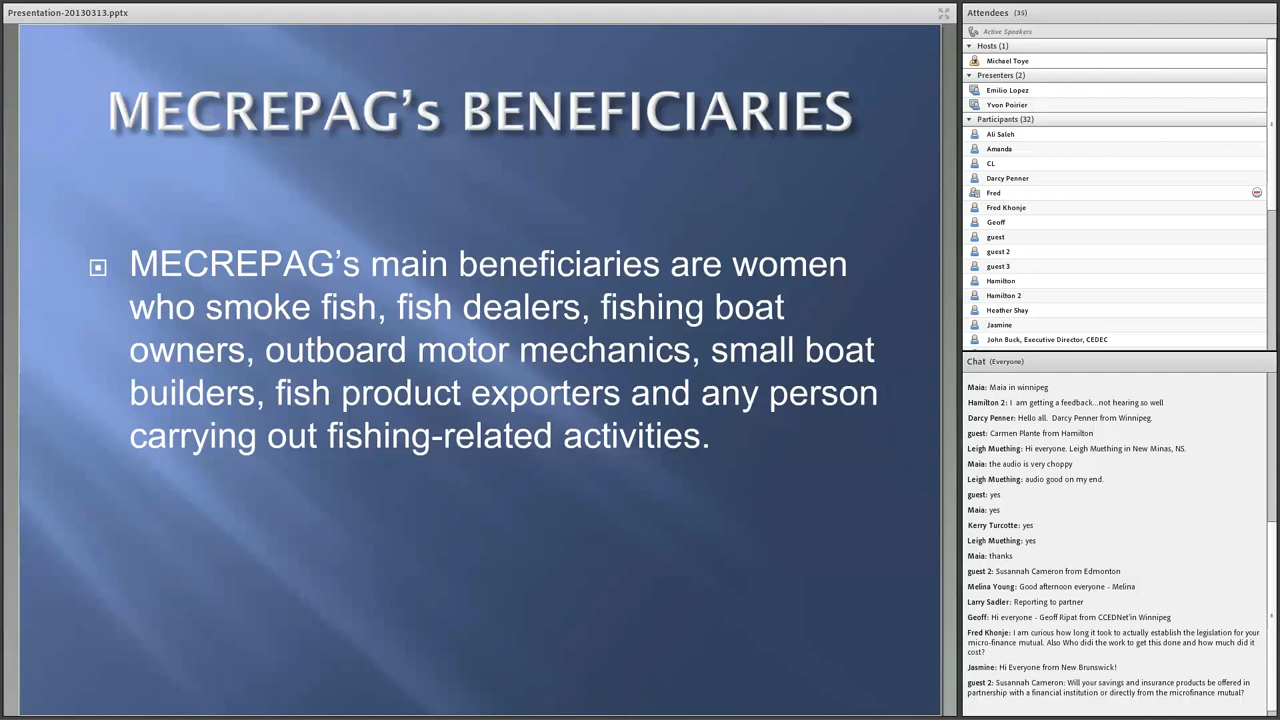 Presentation-20130313.pptx
MECREPAG's BENEFICIARIES
MECREPAG's main beneficiaries are women
who smoke fish, fish dealers, fishing boat
owners, outboard motor mechanics, small boat
builders, fish product exporters and any person
carrying out fishing-related activities.
Attendees (35)
Active Speakers
Hosts (1)
Michael Toye
Presenters (2)
Emilio Lopez
Yvon Poirier
Participants (32)
Ali Saleh
Amanda
CL
Darcy Penner
Fred
Fred Khonje
Geoff
guest
guest 2
guest 3
Hamilton
Hamilton 2
Heather Shay
Jasmine
John Buck, Executive Director, CEDEC
Chat (Everyone)
Maia: Maia in winnipeg
Hamilton 2: I am getting a feedback...not hearing so well
Darcy Penner: Hello all. Darcy Penner from Winnipeg.
guest: Carmen Plante from Hamilton
Leigh Muething: Hi everyone. Leigh Muething in New Minas, NS.
Maia: the audio is very choppy
Leigh Muething: audio good on my end.
guest: yes
Maia: yes
Kerry Turcotte: yes
Leigh Muething: yes
Maia: thanks
guest 2: Susannah Cameron from Edmonton
Melina Young: Good afternoon everyone - Melina
Larry Sadler: Reporting to partner
Geoff: Hi everyone - Geoff Ripat from CCEDNet'in Winnipeg
Fred Khonje: I am curious how long it took to actually establish the legislation for your
micro-finance mutual. Also Who didi the work to get this done and how much did it
cost?
Jasmine: Hi Everyone from New Brunswick!
guest 2: Susannah Cameron: Will your savings and insurance products be offered in
partnership with a financial institution or directly from the microfinance mutual?